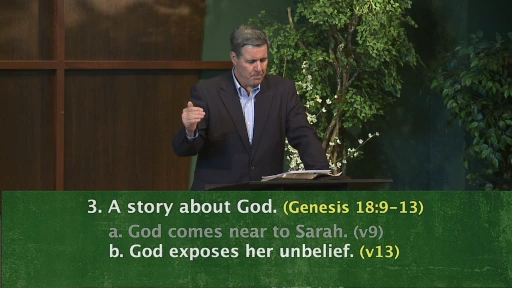 3. A story about God. (Genesis 18:9-13)
a. God comes near to Sarah. (v9)
b. God exposes her unbelief. (v13)